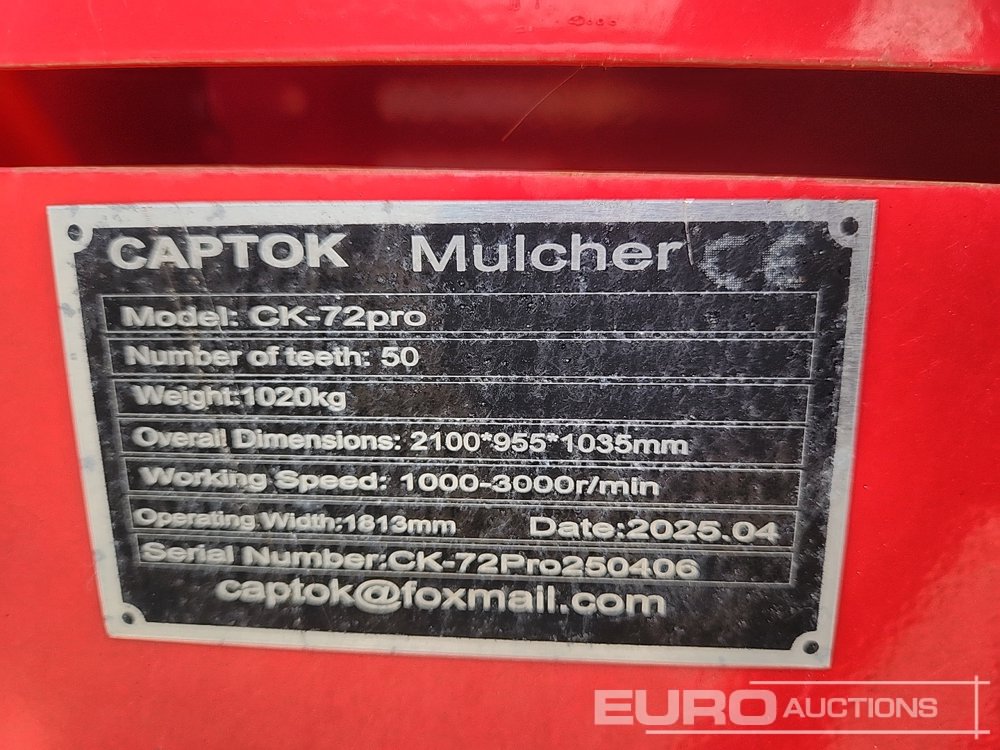 CAPTOK Mulcher CE
Model: CK-72pro
Number of teeth: 50
Weight:1020kg
Overall Dimensions: 2100*955*1035mm
Working Speed: 1000-3000r/min
Operating Width:1813mm Date:2025.04
Serial Number:CK-72Pro250406
captok@foxmail.com
EURO AUCTIONS